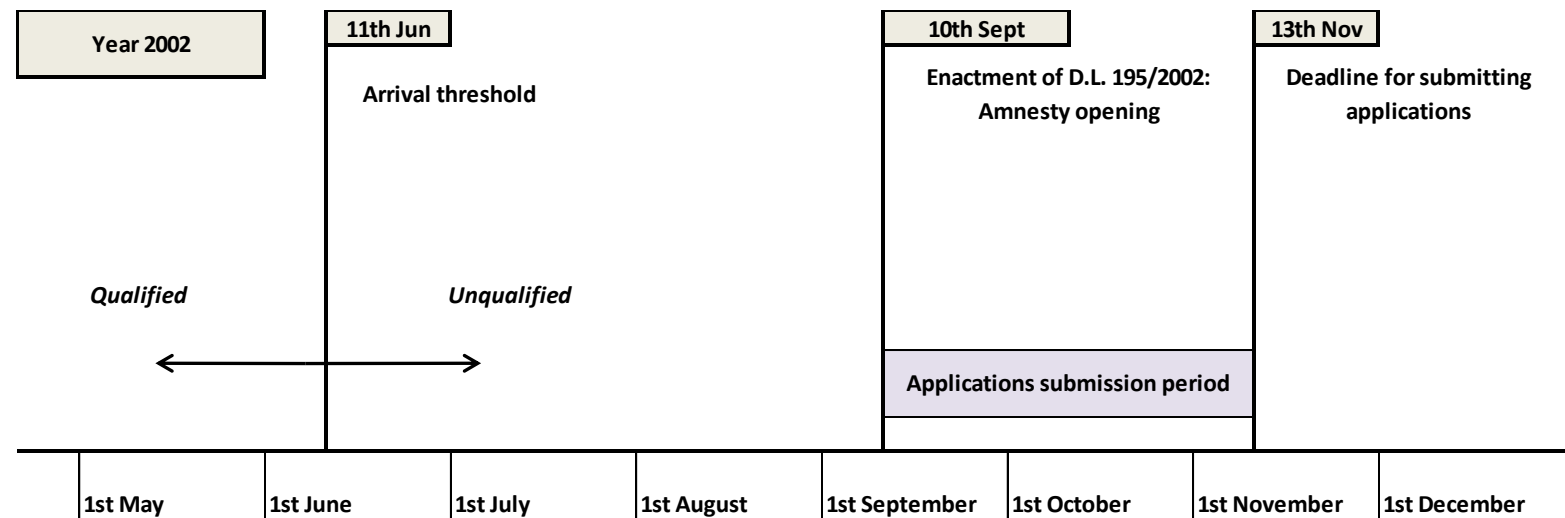 Year 2002
11th Jun
10th Sept
13th Nov
Arrival threshold
Enactment of D.L. 195/2002:
Amnesty opening
Deadline for submitting
applications
Qualified
Unqualified
Applications submission period
1st May
1st June
1st July
1st August
1st September
1st October
1st November
1st December